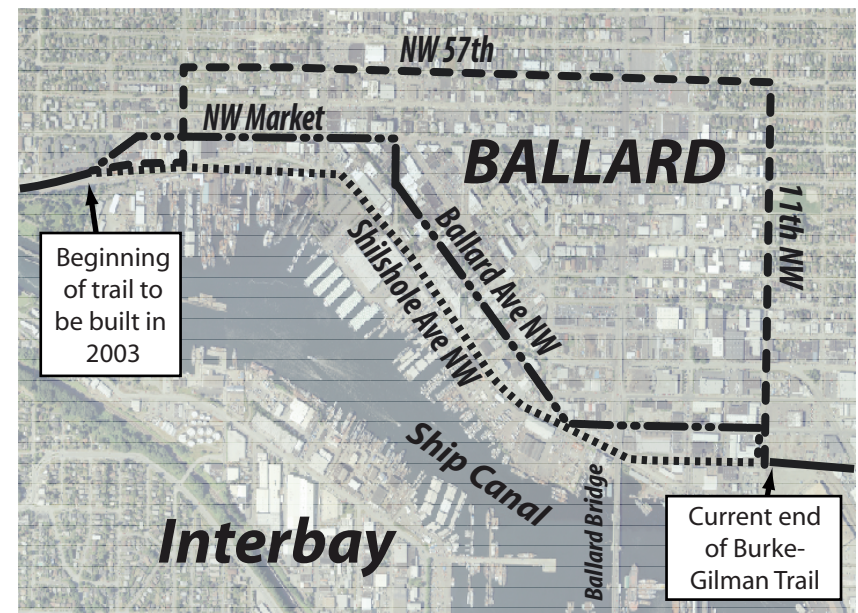 NW 57th
NW Market
BALLARD
11th NW
Ballard Ave NW
Shilshole Ave NW
Beginning
of trail to
be built in
2003
Ship Canal
Interbay
Ballard Bridge
Current end
of Burke-
Gilman Trail